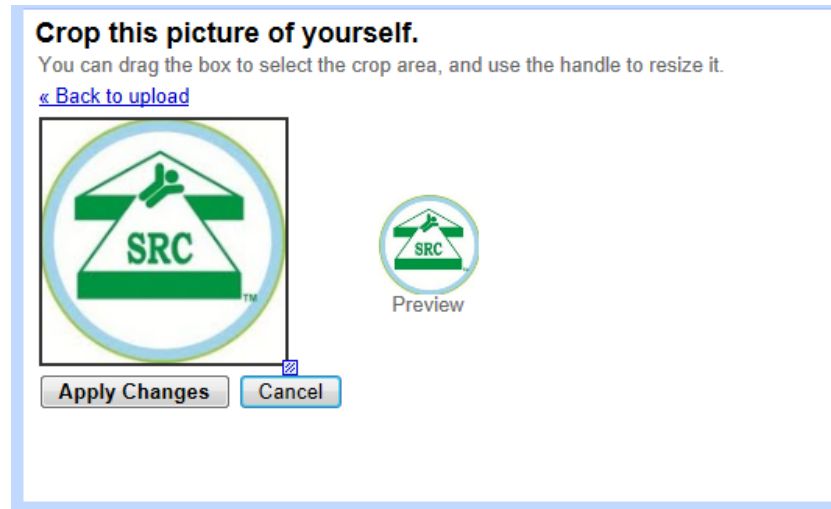 Crop this picture of yourself.
You can drag the box to select the crop area, and use the handle to resize it.
« Back to upload
SRC
TM
SRC
Preview
Apply Changes
Cancel